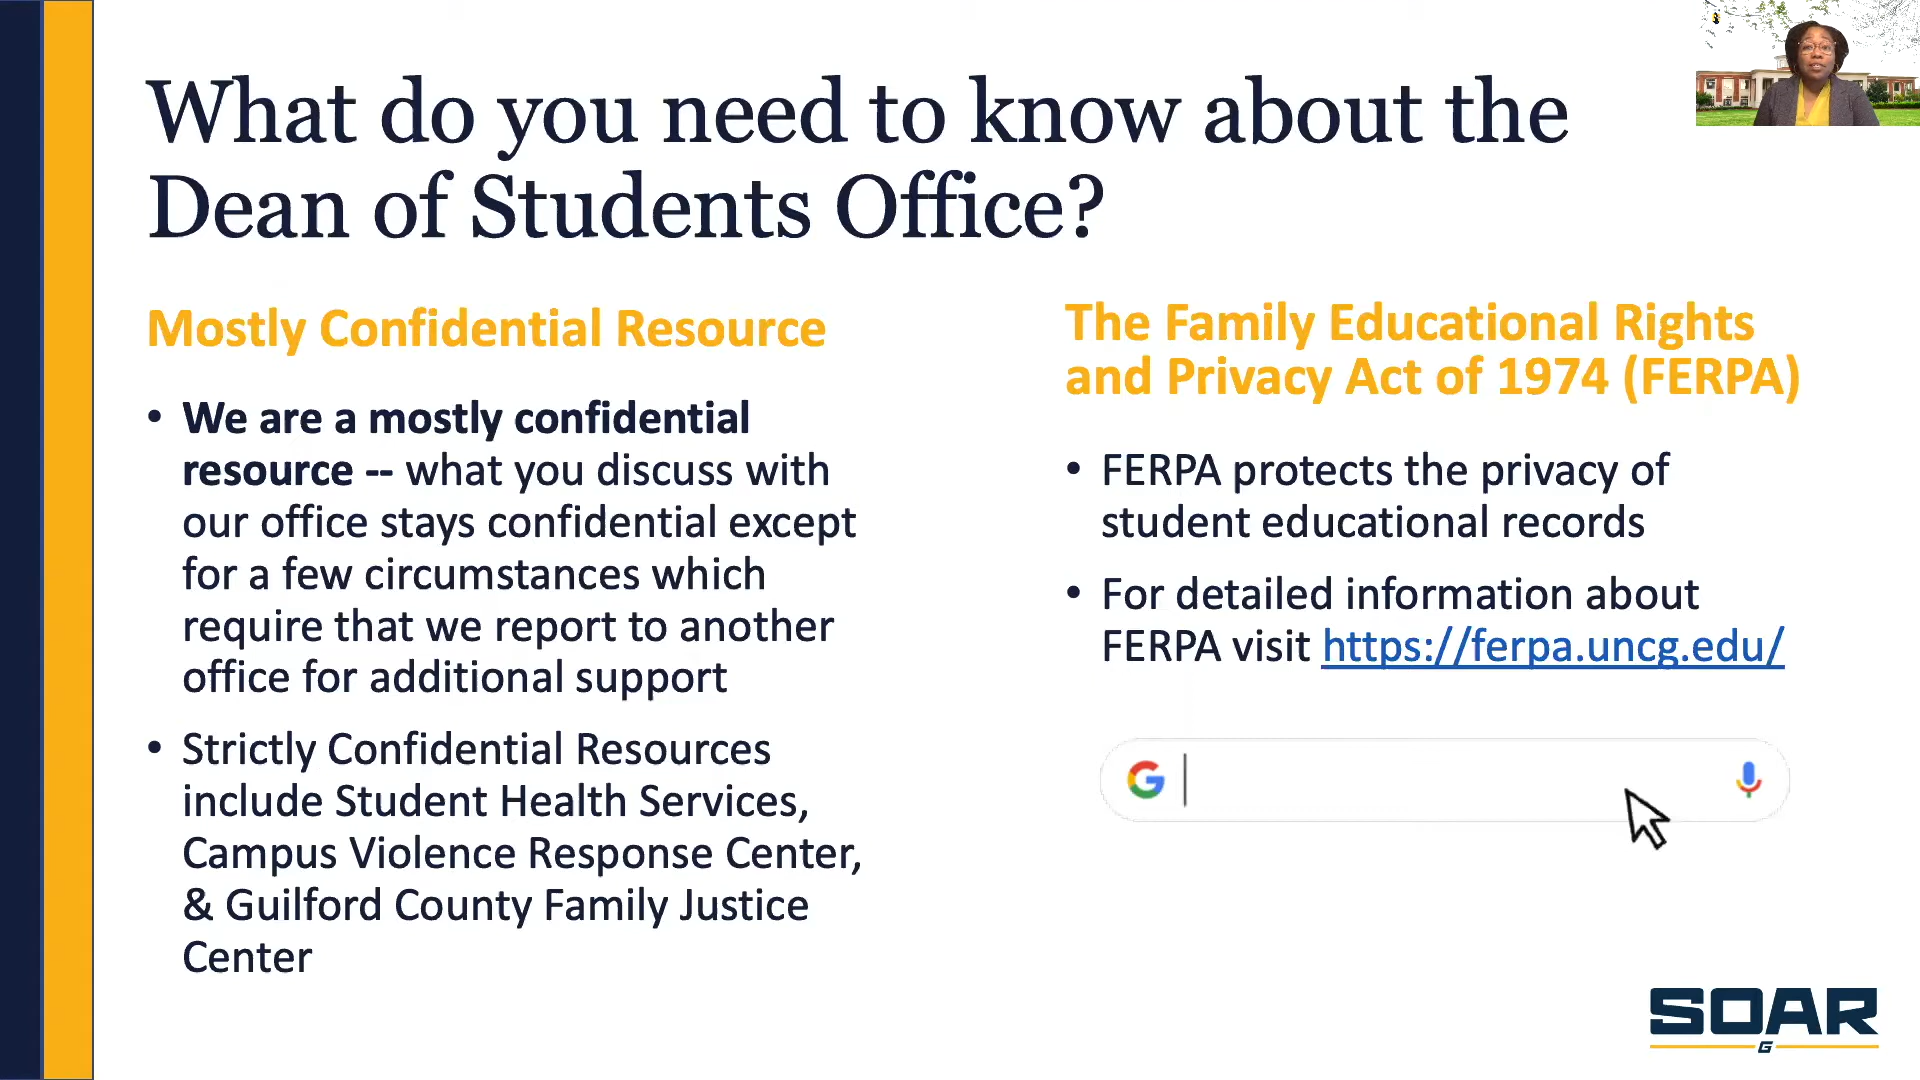 What do you need to know about the
Dean of Students Office?
Mostly Confidential Resource
• We are a mostly confidential
resource -- what you discuss with
our office stays confidential except
for a few circumstances which
require that we report to another
office for additional support
• Strictly Confidential Resources
include Student Health Services,
Campus Violence Response Center,
& Guilford County Family Justice
Center
The Family Educational Rights
and Privacy Act of 1974 (FERPA)
• FERPA protects the privacy of
student educational records
• For detailed information about
FERPA visit https://ferpa.uncg.edu/
G
SOAR
G